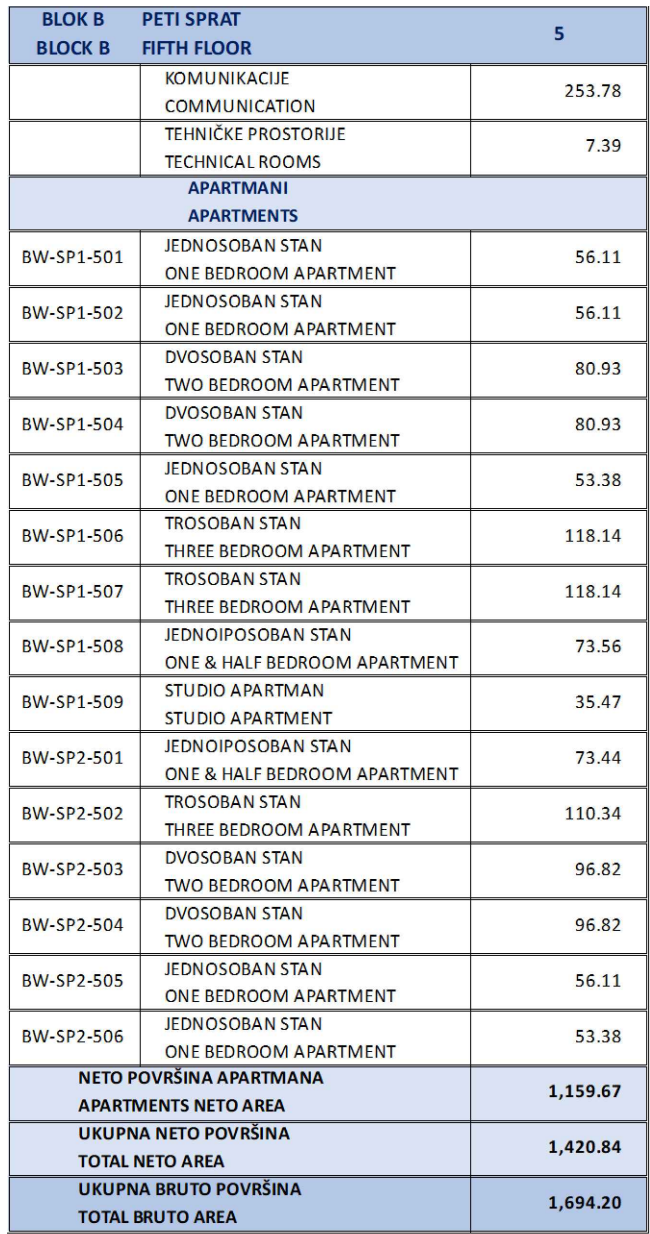 BLOK B PETI SPRAT
BLOCK B FIFTH FLOOR
5
KOMUNIKACIJE
COMMUNICATION
253.78
TEHNIČKE PROSTORIJE
TECHNICAL ROOMS
7.39
APARTMANI
APARTMENTS
BW-SP1-501
JEDNOSOBAN STAN
ONE BEDROOM APARTMENT
56.11
BW-SP1-502
JEDNOSOBAN STAN
ONE BEDROOM APARTMENT
56.11
BW-SP1-503
DVOSOBAN STAN
TWO BEDROOM APARTMENT
80.93
BW-SP1-504
DVOSOBAN STAN
TWO BEDROOM APARTMENT
80.93
BW-SP1-505
JEDNOSOBAN STAN
ONE BEDROOM APARTMENT
53.38
BW-SP1-506
TROSOBAN STAN
THREE BEDROOM APARTMENT
118.14
BW-SP1-507
TROSOBAN STAN
THREE BEDROOM APARTMENT
118.14
BW-SP1-508
JEDNOIPOSOBAN STAN
ONE & HALF BEDROOM APARTMENT
73.56
BW-SP1-509
STUDIO APARTMAN
STUDIO APARTMENT
35.47
BW-SP2-501
JEDNOIPOSOBAN STAN
ONE & HALF BEDROOM APARTMENT
73.44
BW-SP2-502
TROSOBAN STAN
THREE BEDROOM APARTMENT
110.34
BW-SP2-503
DVOSOBAN STAN
TWO BEDROOM APARTMENT
96.82
BW-SP2-504
DVOSOBAN STAN
TWO BEDROOM APARTMENT
96.82
BW-SP2-505
JEDNOSOBAN STAN
ONE BEDROOM APARTMENT
56.11
BW-SP2-506
JEDNOSOBAN STAN
ONE BEDROOM APARTMENT
53.38
NETO POVRŠINA APARTMANA
APARTMENTS NETO AREA
1,159.67
UKUPNA NETO POVRŠINA
TOTAL NETO AREA
1,420.84
UKUPNA BRUTO POVRŠINA
TOTAL BRUTO AREA
1,694.20